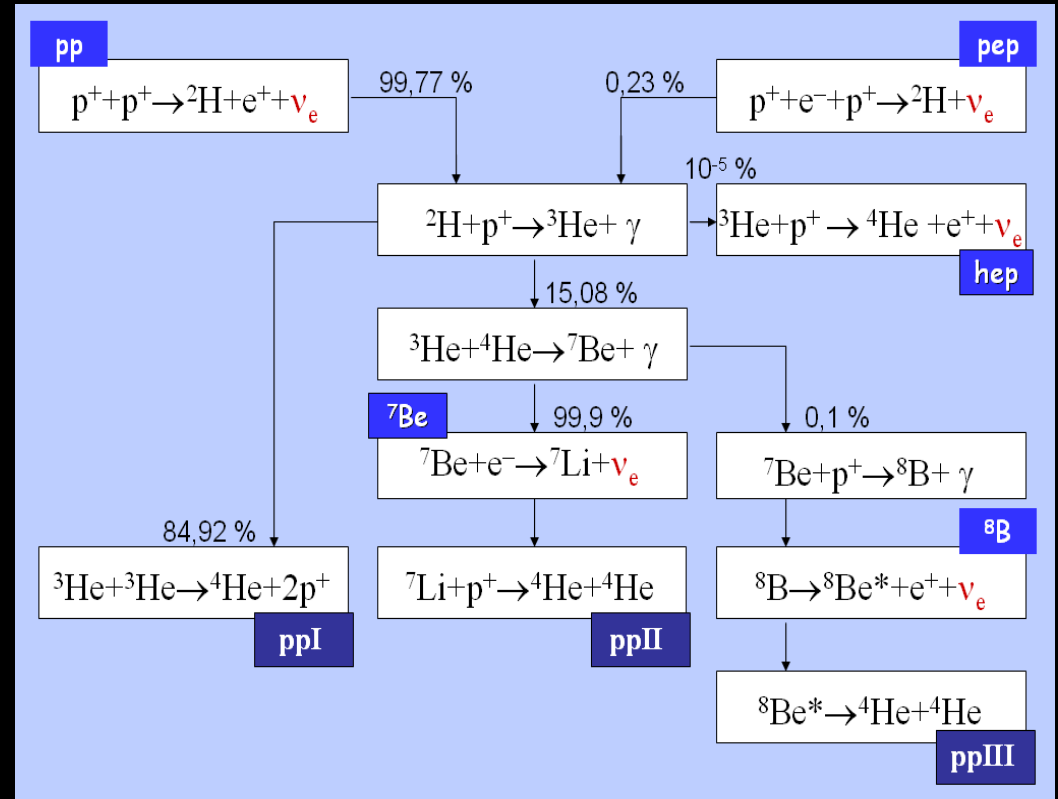 pp
pep
p⁺+p⁺→²H+e⁺+νₑ
99,77 %
0,23 %
p⁺+e⁻+p⁺→²H+νₑ
10⁻⁵ %
²H+p⁺→³He+ γ
³He+p⁺ → ⁴He +e⁺+νₑ
hep
15,08 %
³He+⁴He→⁷Be+ γ
⁷Be
99,9 %
0,1 %
⁷Be+e⁻→⁷Li+νₑ
⁷Be+p⁺→⁸B+ γ
84,92 %
⁸B
³He+³He→⁴He+2p⁺
⁷Li+p⁺→⁴He+⁴He
⁸B→⁸Be*+e⁺+νₑ
ppI
ppII
⁸Be*→⁴He+⁴He
ppIII